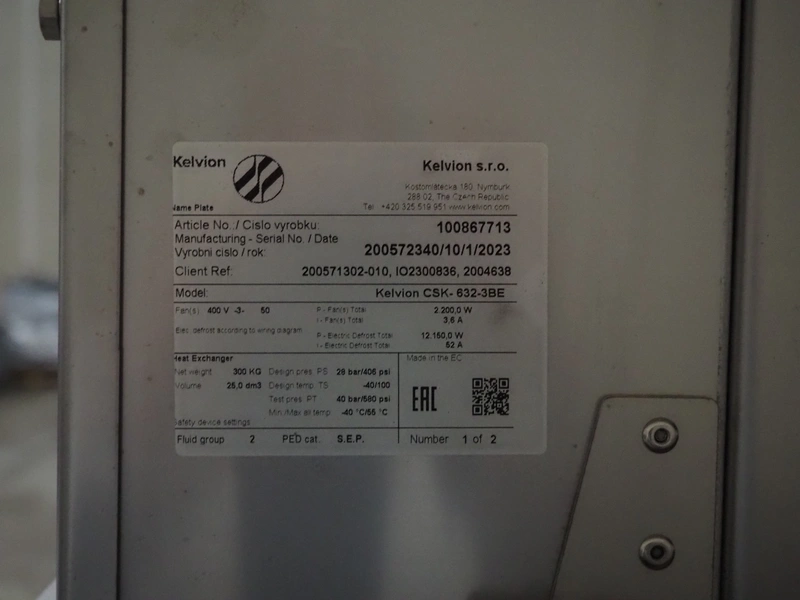 Kelvion
Kelvion s.r.o.
Kostomlátecká 180, Nymburk
288 02, The Czech Republic
Tel. +420 325 519 951 www.kelvion.com
Name Plate
Article No../ Cislo vyrobku: 100867713
Manufacturing - Serial No. / Date
Vyrobni cislo / rok: 200572340/10/1/2023
Client Ref: 200571302-010, IO2300836, 2004638
Model: Kelvion CSK- 632-3BE
Fan(s) 400 V -3- 50 P - Fan(s) Total 2.200,0 W
I - Fan(s) Total 3,6 A
Elec. defrost according to wiring diagram P - Electric Defrost Total 12.150,0 W
I - Electric Defrost Total 52 A
Heat Exchanger
Net weight 300 KG Design pres. PS 28 bar/406 psi
Volume 25,0 dm3 Design temp. TS -40/100
Test pres. PT 40 bar/580 psi
Min./Max all temp. -40 °C/55 °C
Safety device settings
Made in the EC
EAC
Fluid group 2 PED cat. S.E.P. Number 1 of 2